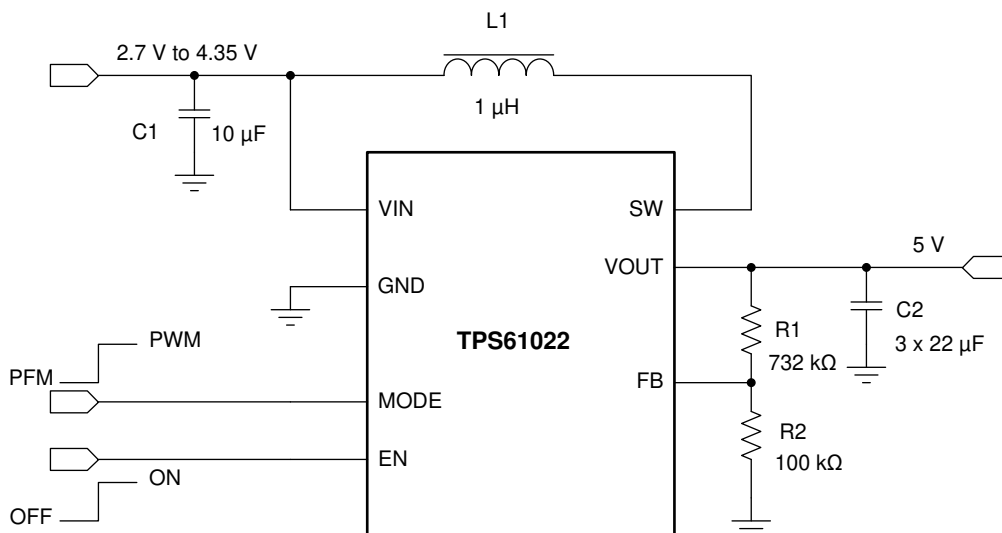 L1
2.7 V to 4.35 V
1 µH
C1
10 µF
VIN
SW
5 V
VOUT
GND
C2
3 x 22 µF
R1
732 kΩ
TPS61022
PWM
PFM
FB
MODE
R2
100 kΩ
EN
ON
OFF